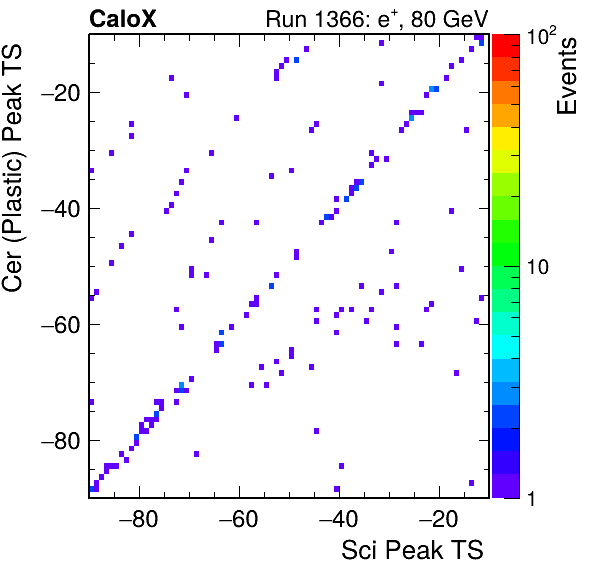 CaloX Run 1366: e⁺, 80 GeV
Cer (Plastic) Peak TS
−20
−40
−60
−80
−80 −60 −40 −20
Sci Peak TS
10²
10
1
Events